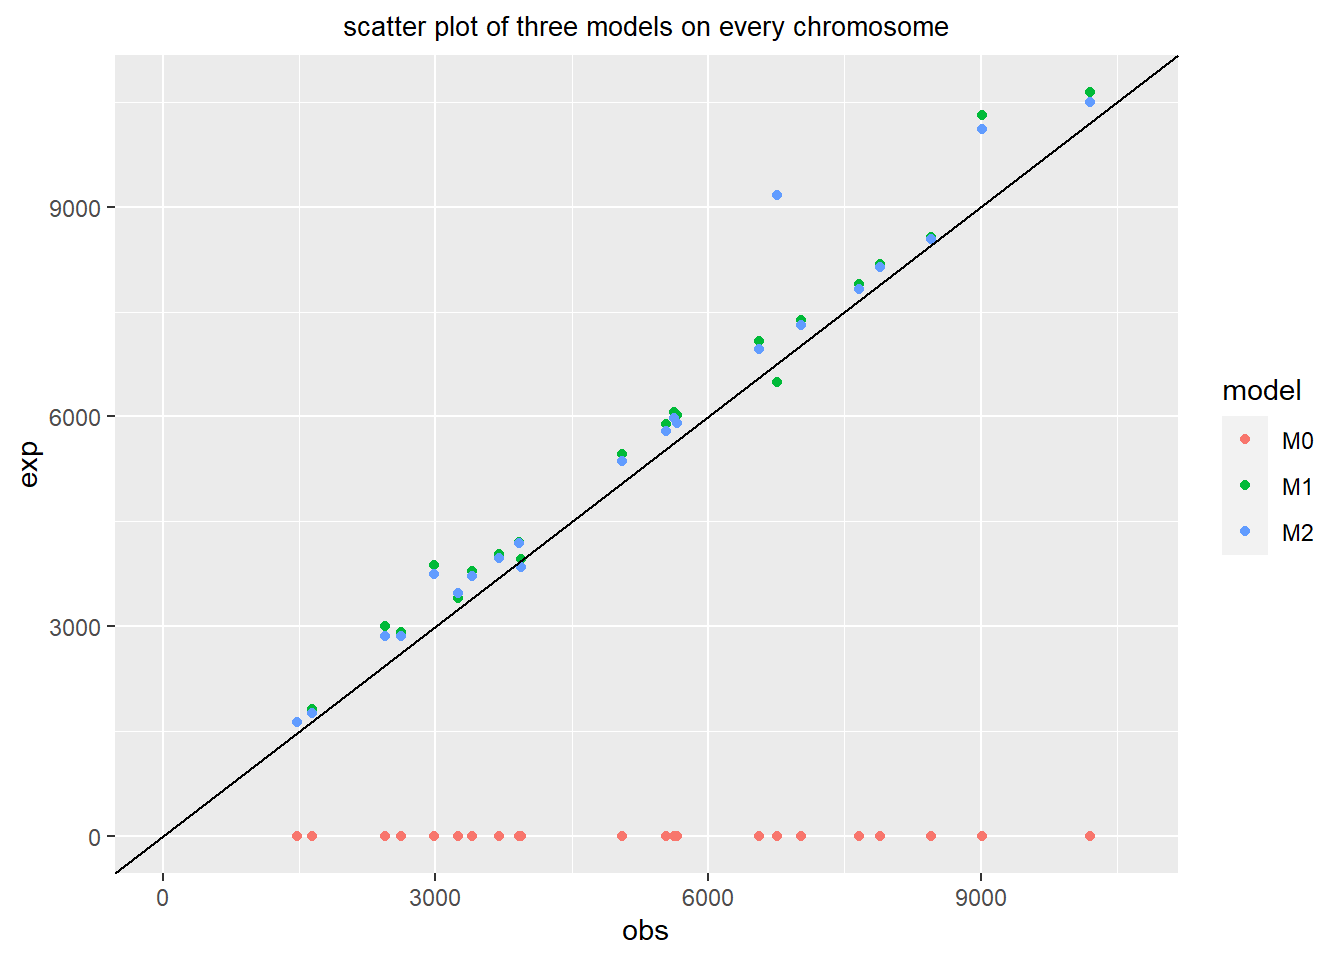 scatter plot of three models on every chromosome
exp
9000
6000
3000
0
0 3000 6000 9000
obs
model
M0
M1
M2